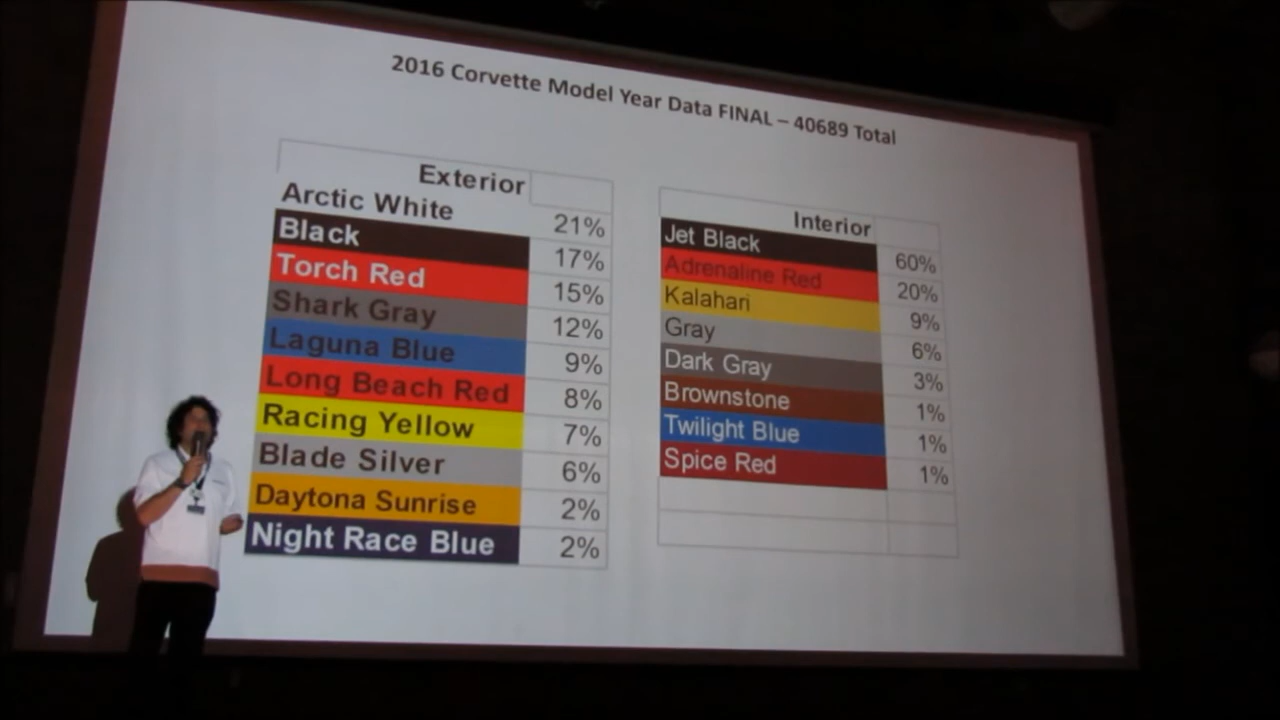 2016 Corvette Model Year Data FINAL – 40689 Total
Exterior
Arctic White 21%
Black 17%
Torch Red 15%
Shark Gray 12%
Laguna Blue 9%
Long Beach Red 8%
Racing Yellow 7%
Blade Silver 6%
Daytona Sunrise 2%
Night Race Blue 2%
Interior
Jet Black 60%
Adrenaline Red 20%
Kalahari 9%
Gray 6%
Dark Gray 3%
Brownstone 1%
Twilight Blue 1%
Spice Red 1%